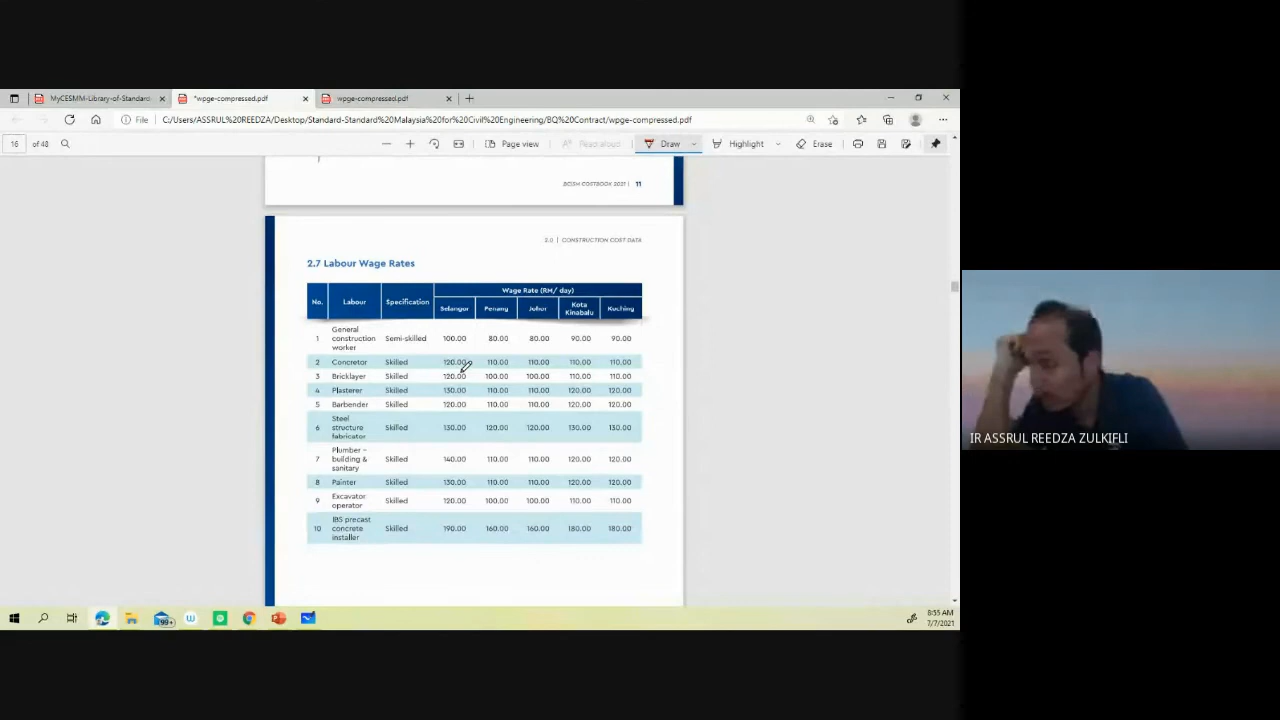 MyCESMM-Library-of-Standard
*wpge-compressed.pdf
wpge-compressed.pdf
File
C:/Users/ASSRUL%20REEDZA/Desktop/Standard-Standard%20Malaysia%20for%20Civil%20Engineering/BQ%20Contract/wpge-compressed.pdf
16 of 48
Page view
Read aloud
Draw
Highlight
Erase
BCISM COSTBOOK 2021 | 11
2.0 | CONSTRUCTION COST DATA
2.7 Labour Wage Rates
No. Labour Specification Wage Rate (RM/ day)
Selangor Penang Johor Kota Kinabalu Kuching
1 General construction worker Semi-skilled 100.00 80.00 80.00 90.00 90.00
2 Concretor Skilled 120.00 110.00 110.00 110.00 110.00
3 Bricklayer Skilled 120.00 100.00 100.00 110.00 110.00
4 Plasterer Skilled 130.00 110.00 110.00 120.00 120.00
5 Barbender Skilled 120.00 110.00 110.00 120.00 120.00
6 Steel structure fabricator Skilled 130.00 120.00 120.00 130.00 130.00
7 Plumber - building & sanitary Skilled 140.00 110.00 110.00 120.00 120.00
8 Painter Skilled 130.00 110.00 110.00 120.00 120.00
9 Excavator operator Skilled 120.00 100.00 100.00 110.00 110.00
10 IBS precast concrete installer Skilled 190.00 160.00 160.00 180.00 180.00
IR ASSRUL REEDZA ZULKIFLI
99+
8:55 AM
7/7/2021